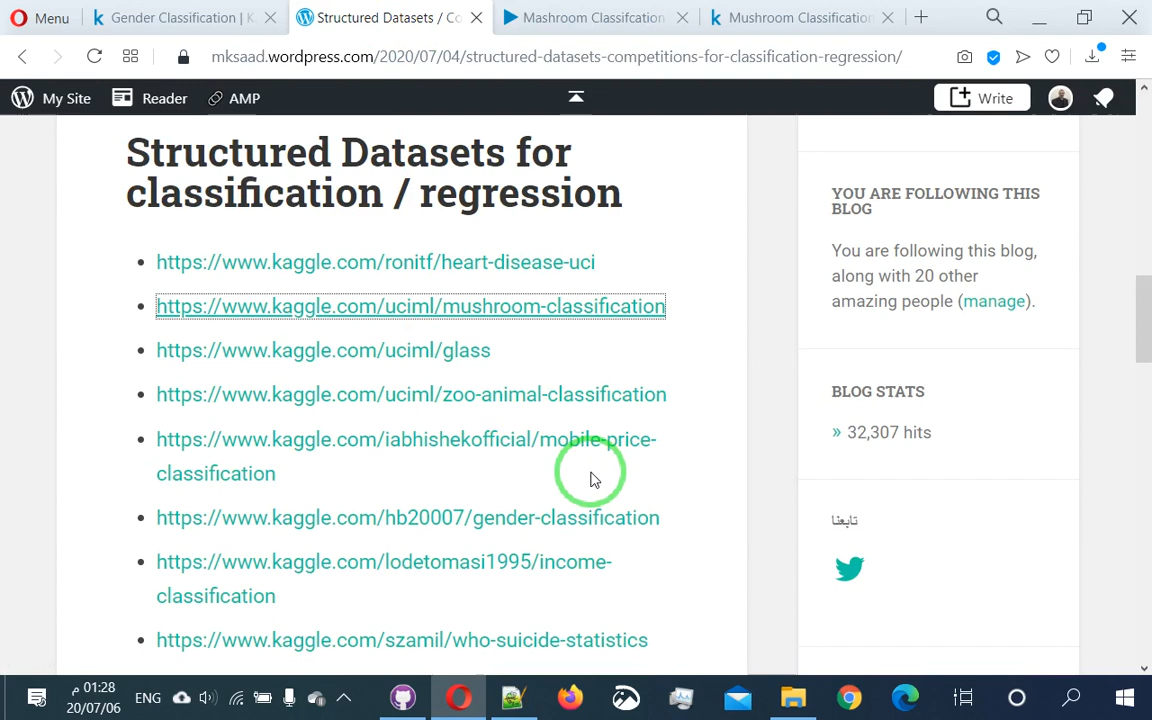 Menu
Gender Classification | K
Structured Datasets / Co
Mashroom Classifcation
Mushroom Classification
mksaad.wordpress.com/2020/07/04/structured-datasets-competitions-for-classification-regression/
My Site
Reader
AMP
Write
Structured Datasets for
classification / regression
https://www.kaggle.com/ronitf/heart-disease-uci
https://www.kaggle.com/uciml/mushroom-classification
https://www.kaggle.com/uciml/glass
https://www.kaggle.com/uciml/zoo-animal-classification
https://www.kaggle.com/iabhishekofficial/mobile-price-
classification
https://www.kaggle.com/hb20007/gender-classification
https://www.kaggle.com/lodetomasi1995/income-
classification
https://www.kaggle.com/szamil/who-suicide-statistics
YOU ARE FOLLOWING THIS
BLOG
You are following this blog,
along with 20 other
amazing people (manage).
BLOG STATS
» 32,307 hits
تابعنا
01:28 م
20/07/06
ENG